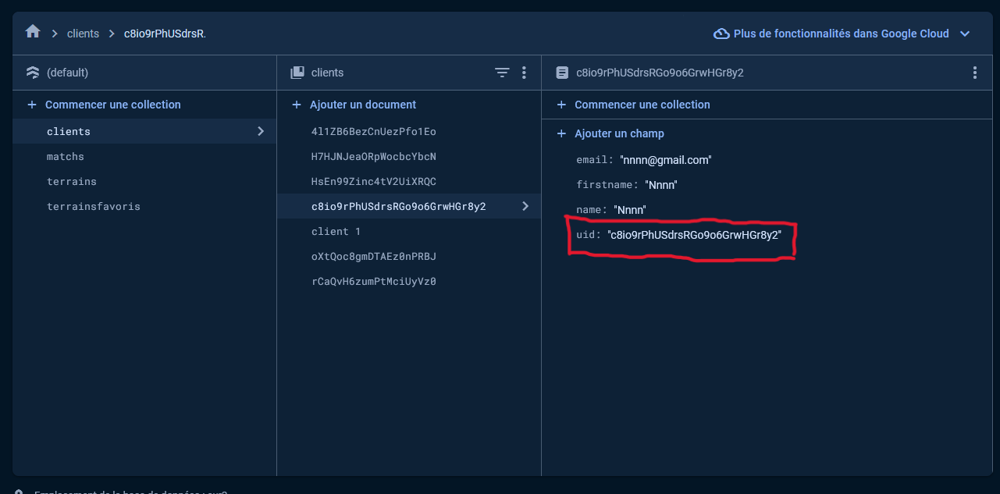 clients
c8io9rPhUSdrsR.
Plus de fonctionnalités dans Google Cloud
(default)
clients
c8io9rPhUSdrsRGo9o6GrwHGr8y2
Commencer une collection
clients
matchs
terrains
terrainsfavoris
Ajouter un document
4l1ZB6BezCnUezPfo1Eo
H7HJNJeaORpWocbcYbcN
HsEn99Zinc4tV2UiXRQC
c8io9rPhUSdrsRGo9o6GrwHGr8y2
client 1
oXtQoc8gmDTAEz0nPRBJ
rCaQvH6zumPtMciUyVz0
Commencer une collection
Ajouter un champ
email: "nnnn@gmail.com"
firstname: "Nnnn"
name: "Nnnn"
uid: "c8io9rPhUSdrsRGo9o6GrwHGr8y2"
Emplacement de la base de données :